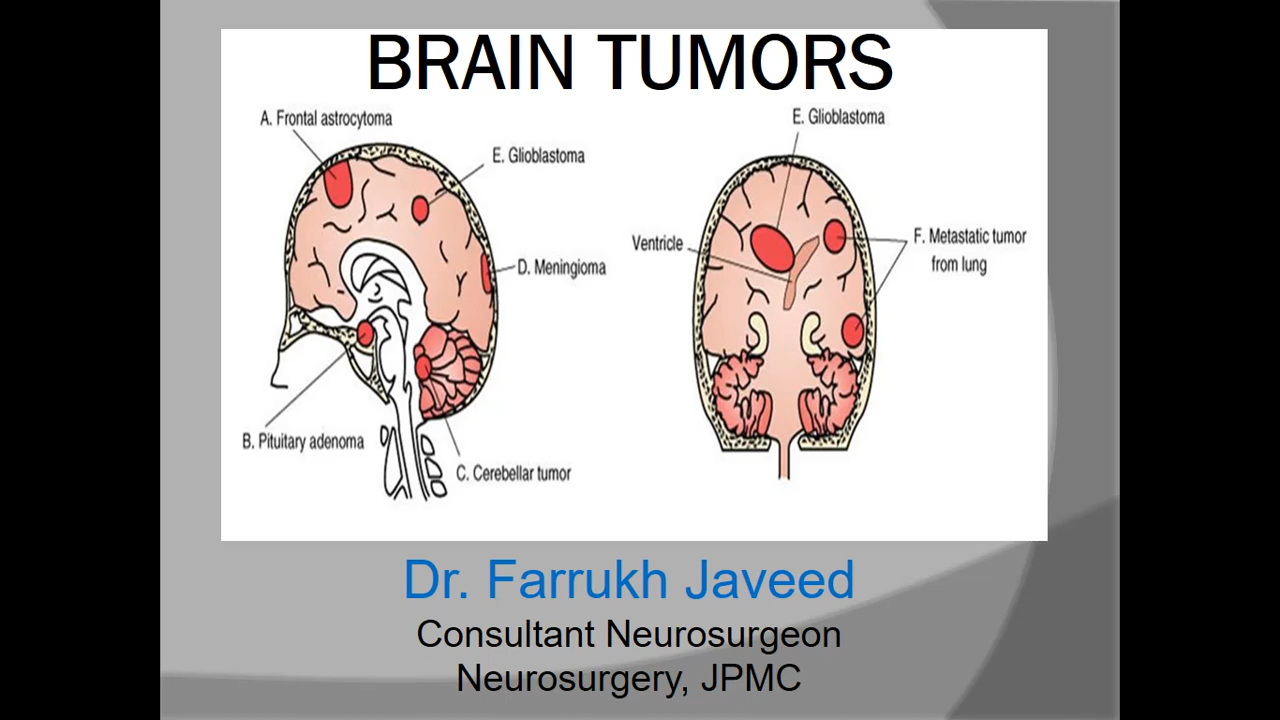 BRAIN TUMORS
A. Frontal astrocytoma
E. Glioblastoma
D. Meningioma
B. Pituitary adenoma
C. Cerebellar tumor
E. Glioblastoma
Ventricle
F. Metastatic tumor
from lung
Dr. Farrukh Javeed
Consultant Neurosurgeon
Neurosurgery, JPMC